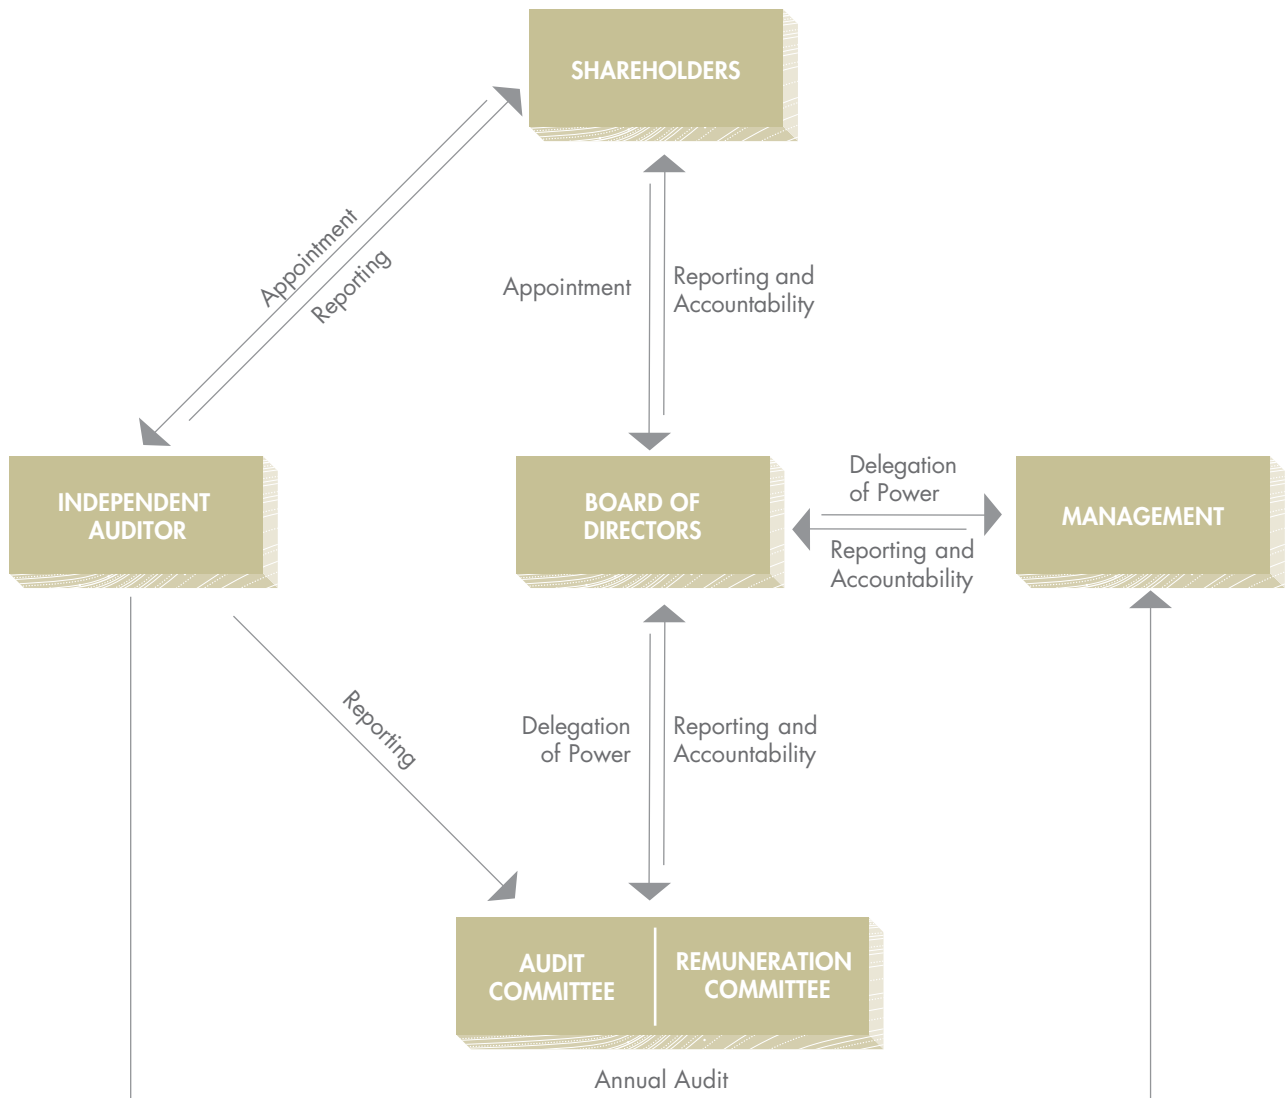 SHAREHOLDERS
Appointment
Reporting
Appointment
Reporting and
Accountability
INDEPENDENT
AUDITOR
BOARD OF
DIRECTORS
Delegation
of Power
Reporting and
Accountability
MANAGEMENT
Reporting
Delegation
of Power
Reporting and
Accountability
AUDIT
COMMITTEE
REMUNERATION
COMMITTEE
Annual Audit